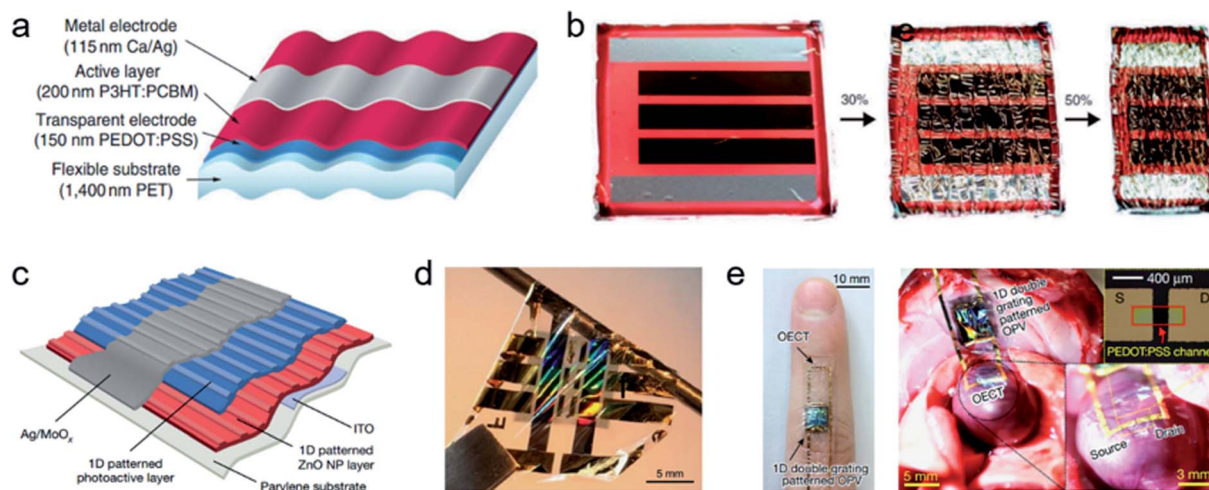 a
Metal electrode
(115 nm Ca/Ag)
Active layer
(200 nm P3HT:PCBM)
Transparent electrode
(150 nm PEDOT:PSS)
Flexible substrate
(1,400 nm PET)
b
30%
e
50%
c
Ag/MoOx
1D patterned
photoactive layer
ITO
1D patterned
ZnO NP layer
Parylene substrate
d
5 mm
e
10 mm
OECT
1D double grating
patterned OPV
1D double
grating
patterned
OPV
OECT
5 mm
400 μm
S
D
PEDOT:PSS channel
Source
Drain
3 mm